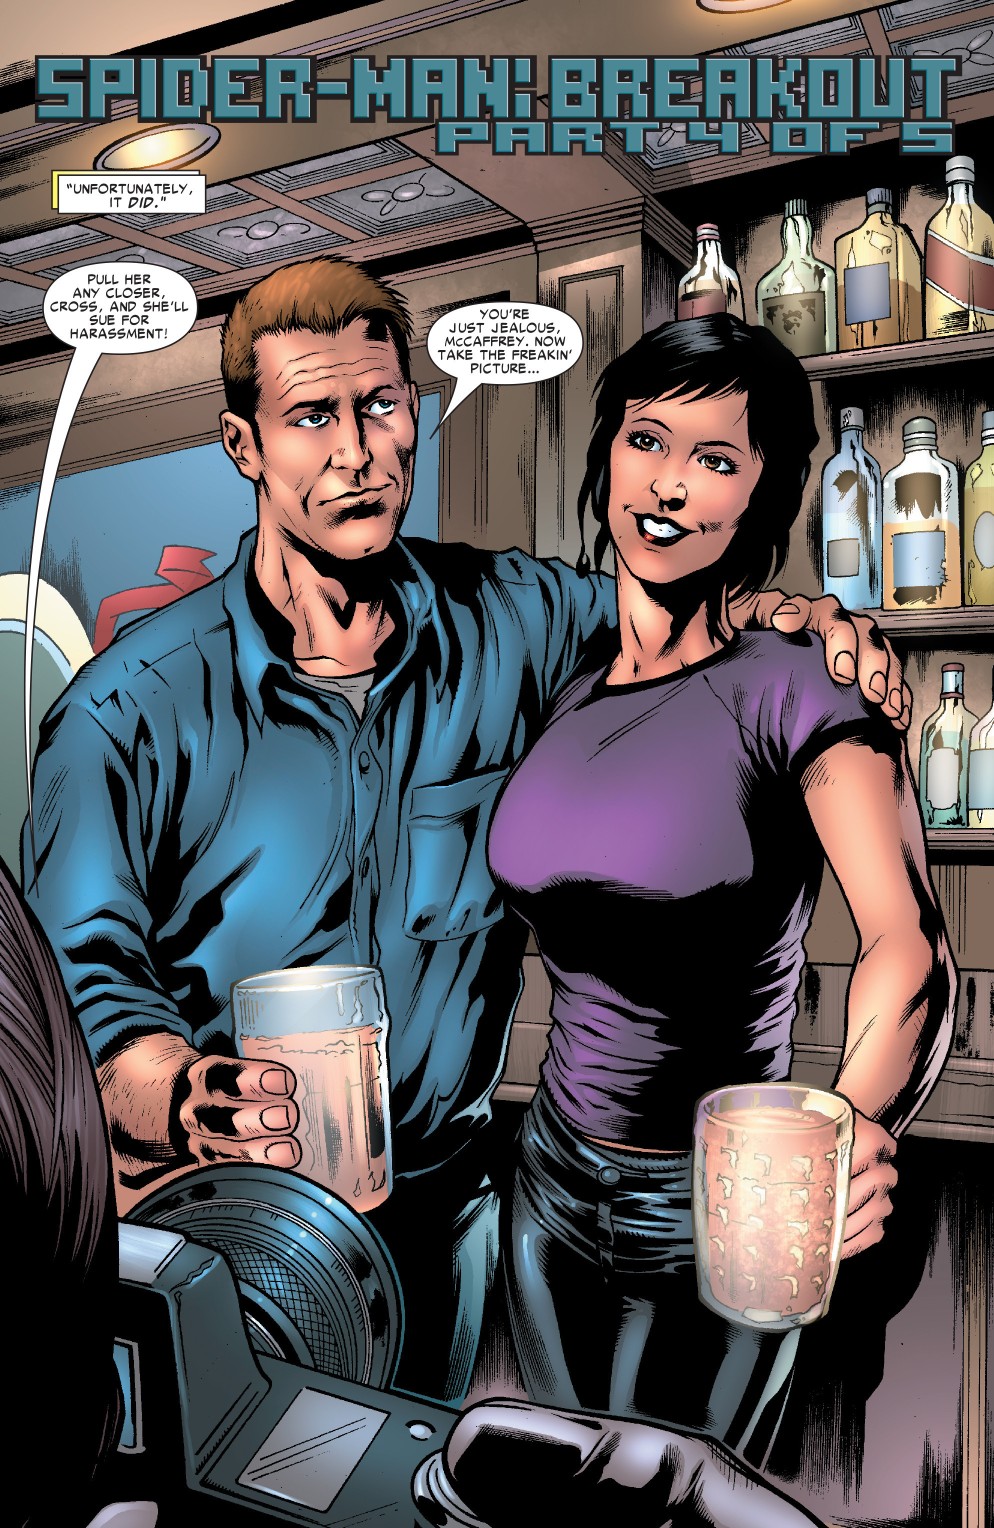 SPIDER-MAN: BREAKOUT
PART 4 OF 5
"UNFORTUNATELY,
IT DID."
PULL HER
ANY CLOSER,
CROSS, AND SHE'LL
SUE FOR
HARASSMENT!
YOU'RE
JUST JEALOUS,
McCAFFREY. NOW
TAKE THE FREAKIN'
PICTURE...